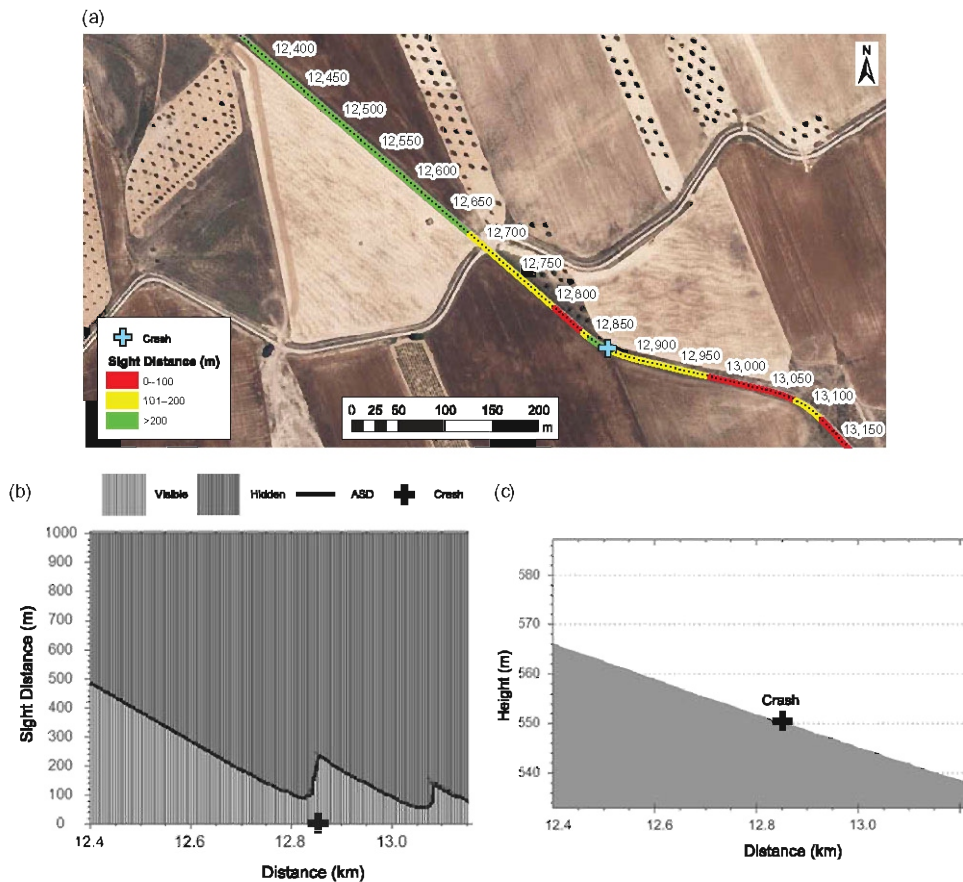 (a)
N
12,400
12,450
12,500
12,550
12,600
12,650
12,700
12,750
12,800
12,850
12,900
12,950
13,000
13,050
13,100
13,150
Crash
Sight Distance (m)
0–100
101–200
>200
0 25 50 100 150 200
m
(b)
Visible Hidden ASD Crash
Sight Distance (m)
1000
900
800
700
600
500
400
300
200
100
0
12.4 12.6 12.8 13.0
Distance (km)
(c)
Height (m)
580
570
560
550
540
Crash
12.4 12.6 12.8 13.0
Distance (km)